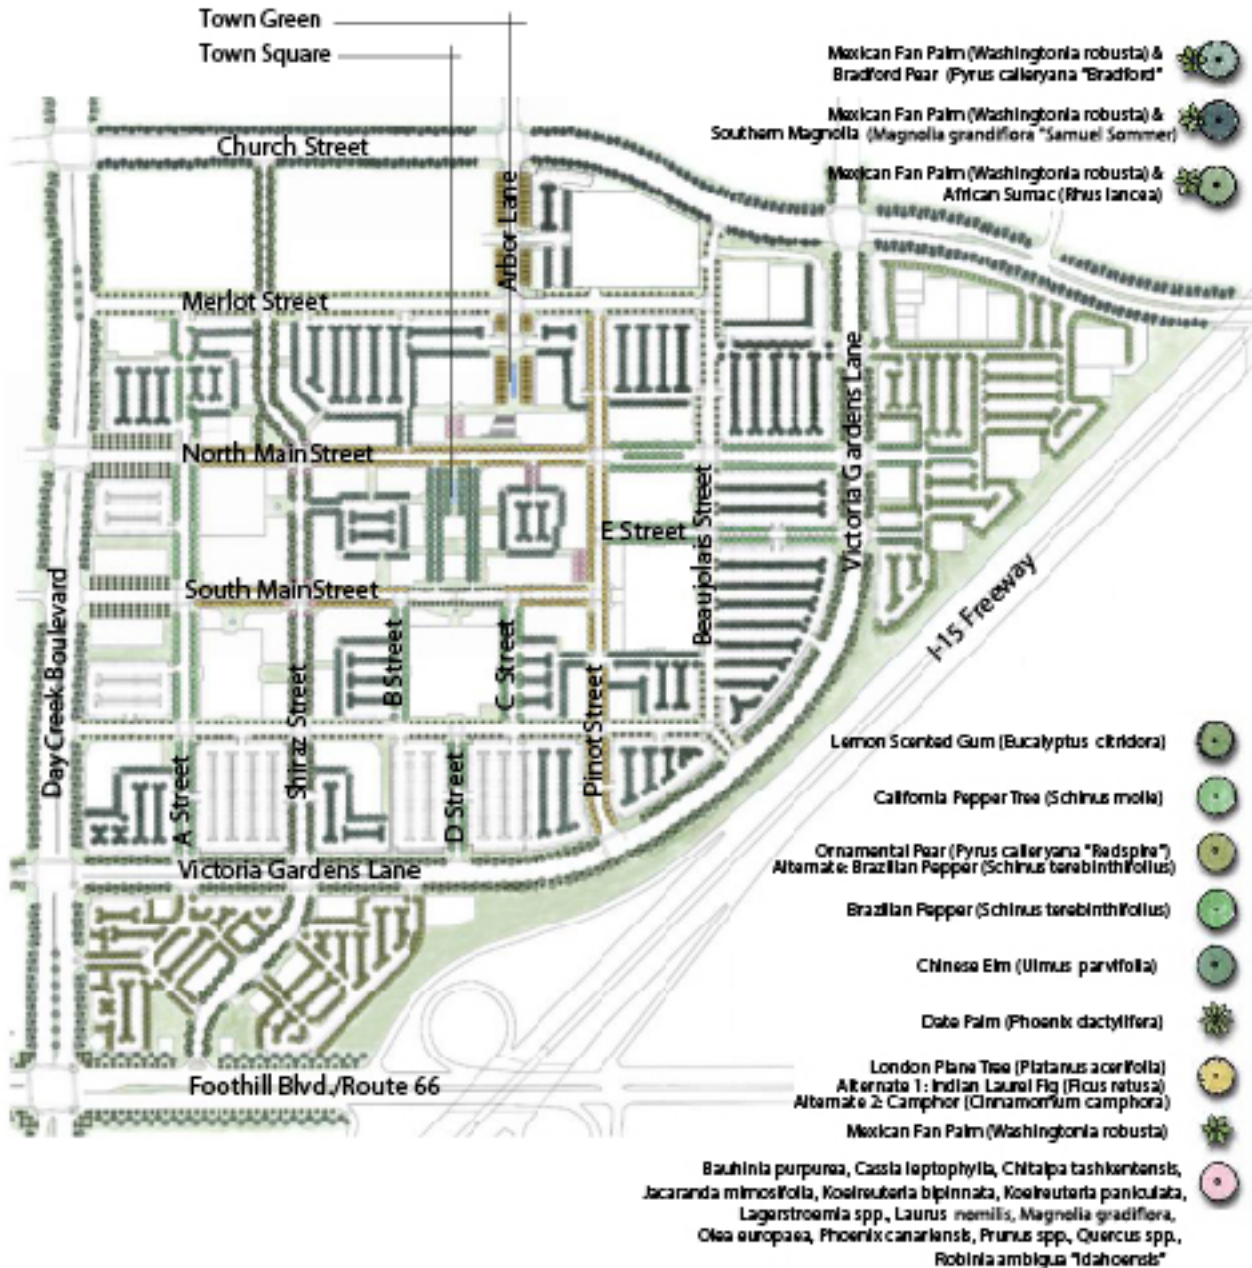 Town Green
Town Square
Mexican Fan Palm (Washingtonia robusta) &
Bradford Pear (Pyrus calleryana "Bradford"
Mexican Fan Palm (Washingtonia robusta) &
Southern Magnolia (Magnolia grandiflora "Samuel Sommer)
Mexican Fan Palm (Washingtonia robusta) &
African Sumac (Rhus lancea)
Church Street
Arbor Lane
Merlot Street
Victoria Gardens Lane
North Main Street
Beaujolais Street
E Street
South Main Street
I-15 Freeway
Day Creek Boulevard
Shiraz Street
B Street
C Street
Pinot Street
A Street
D Street
Victoria Gardens Lane
Foothill Blvd./Route 66
Lemon Scented Gum (Eucalyptus citridora)
California Pepper Tree (Schinus molle)
Ornamental Pear (Pyrus calleryana "Redspire")
Alternate: Brazilian Pepper (Schinus terebinthifolius)
Brazilian Pepper (Schinus terebinthifolius)
Chinese Elm (Ulmus parvifolia)
Date Palm (Phoenix dactylifera)
London Plane Tree (Platanus acerifolia)
Alternate 1: Indian Laurel Fig (Ficus retusa)
Alternate 2: Camphor (Cinnamomum camphora)
Mexican Fan Palm (Washingtonia robusta)
Bauhinia purpurea, Cassia leptophylla, Chitalpa tashkentensis,
Jacaranda mimosifolia, Koelreuteria bipinnata, Koelreuteria paniculata,
Lagerstroemia spp., Laurus nomilis, Magnolia gradiflora,
Olea europaea, Phoenix canariensis, Prunus spp., Quercus spp.,
Robinia ambigua "Idahoensis"